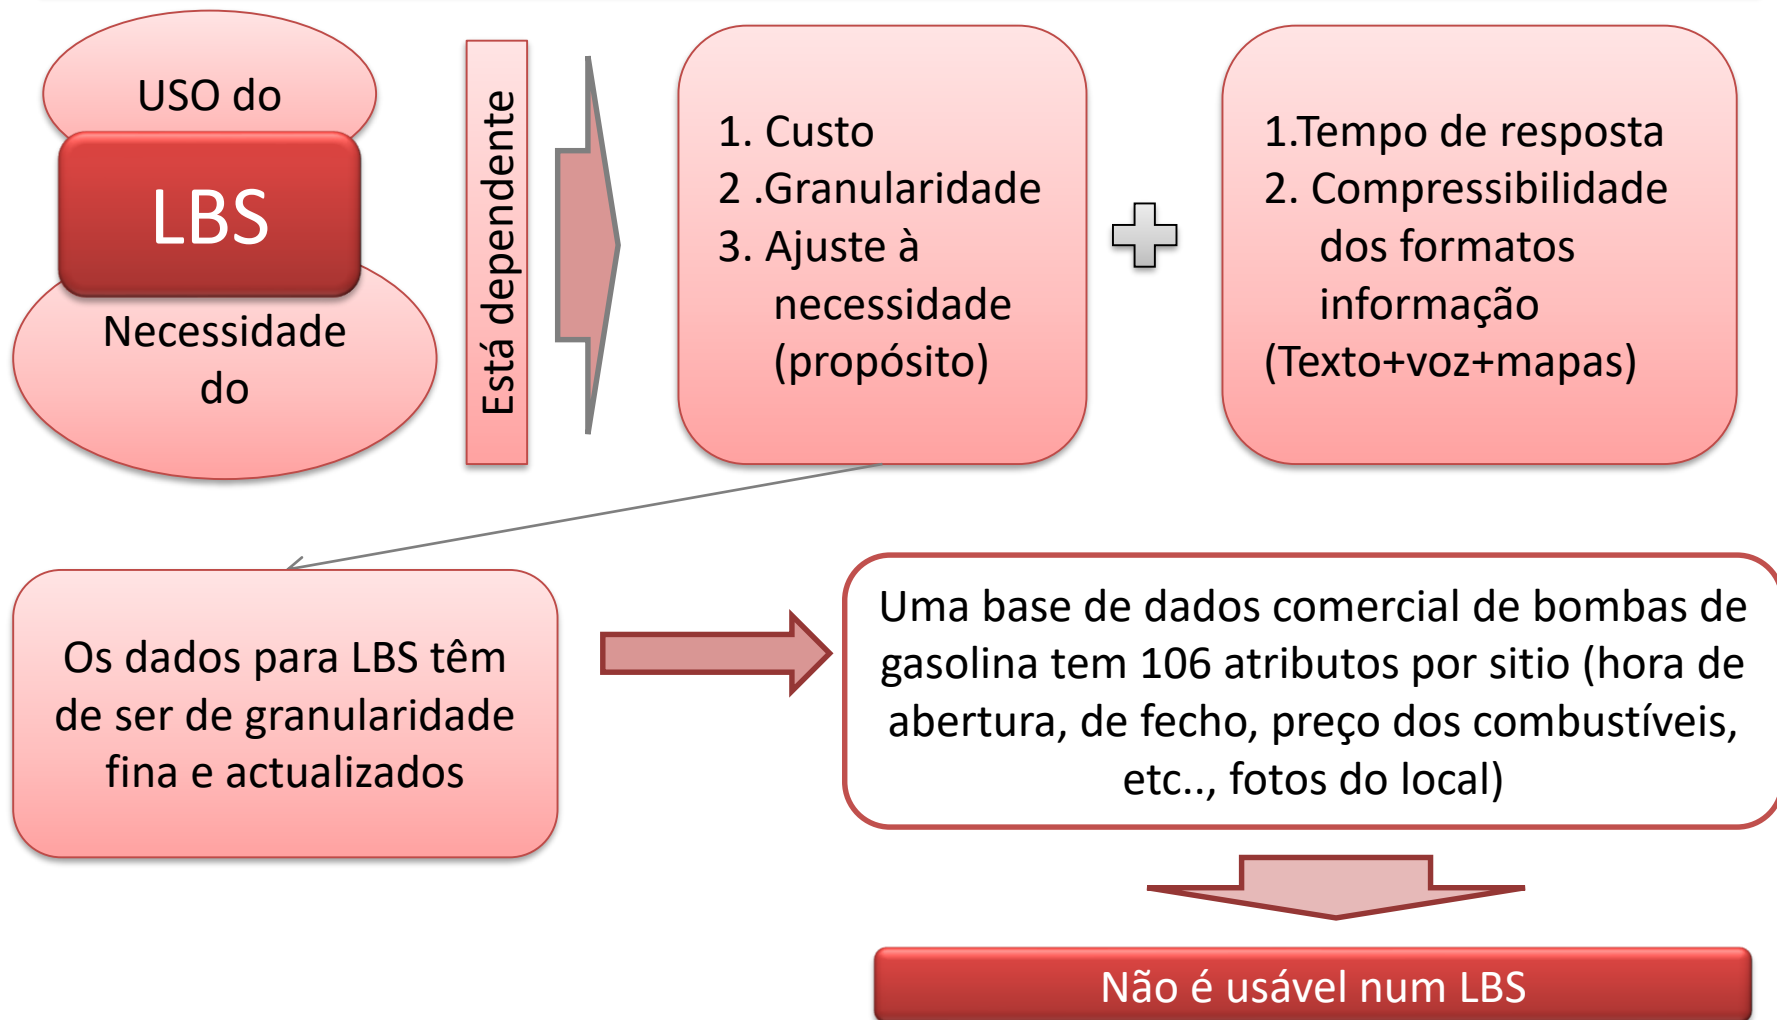 USO do
LBS
Necessidade
do
Está dependente
1. Custo
2 .Granularidade
3. Ajuste à
necessidade
(propósito)
1.Tempo de resposta
2. Compressibilidade
dos formatos
informação
(Texto+voz+mapas)
Os dados para LBS têm
de ser de granularidade
fina e actualizados
Uma base de dados comercial de bombas de
gasolina tem 106 atributos por sitio (hora de
abertura, de fecho, preço dos combustíveis,
etc.., fotos do local)
Não é usável num LBS